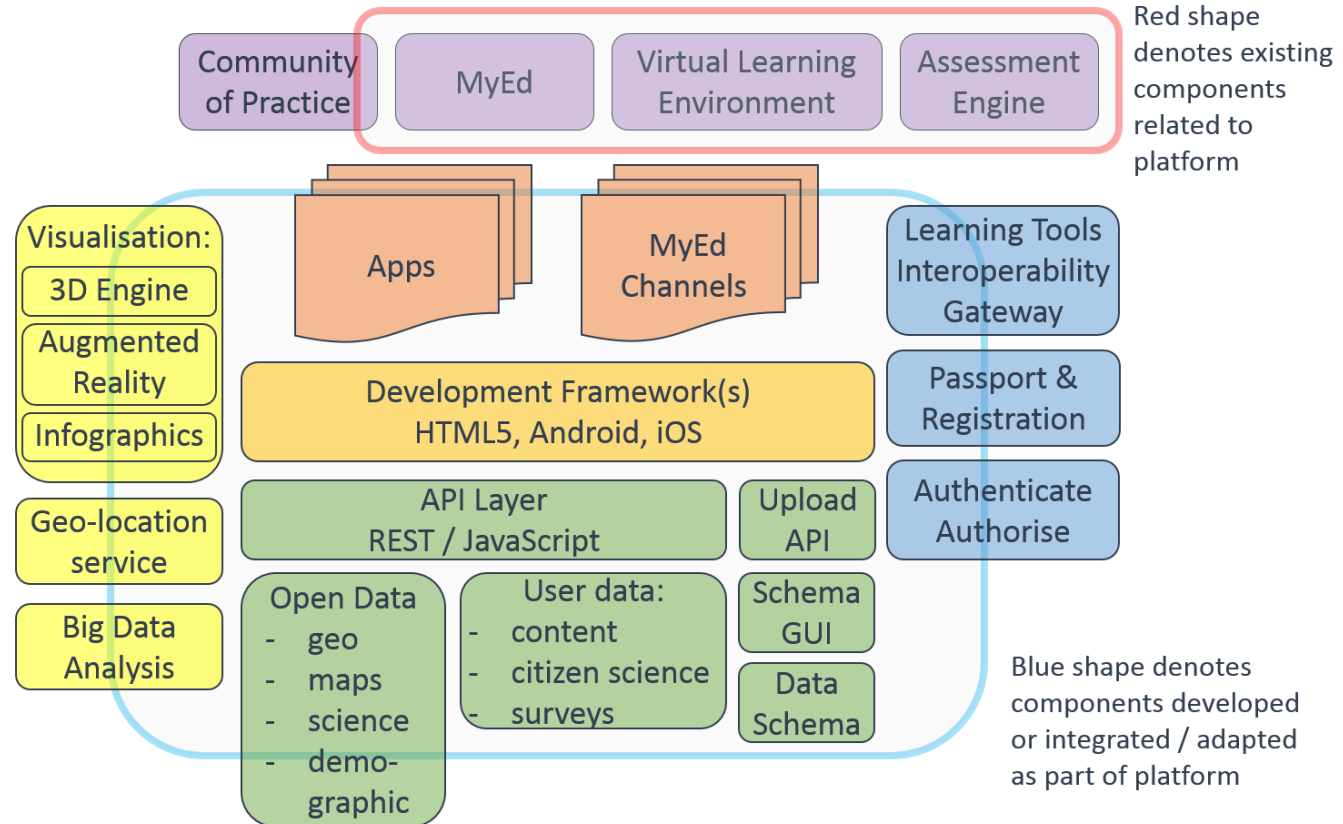 Community
of Practice
MyEd
Virtual Learning
Environment
Assessment
Engine
Red shape
denotes existing
components
related to
platform
Visualisation:
3D Engine
Augmented
Reality
Infographics
Geo-location
service
Big Data
Analysis
Apps
MyEd
Channels
Development Framework(s)
HTML5, Android, iOS
API Layer
REST / JavaScript
Upload
API
Open Data
- geo
- maps
- science
- demo-
graphic
User data:
- content
- citizen science
- surveys
Schema
GUI
Data
Schema
Learning Tools
Interoperability
Gateway
Passport &
Registration
Authenticate
Authorise
Blue shape denotes
components developed
or integrated / adapted
as part of platform